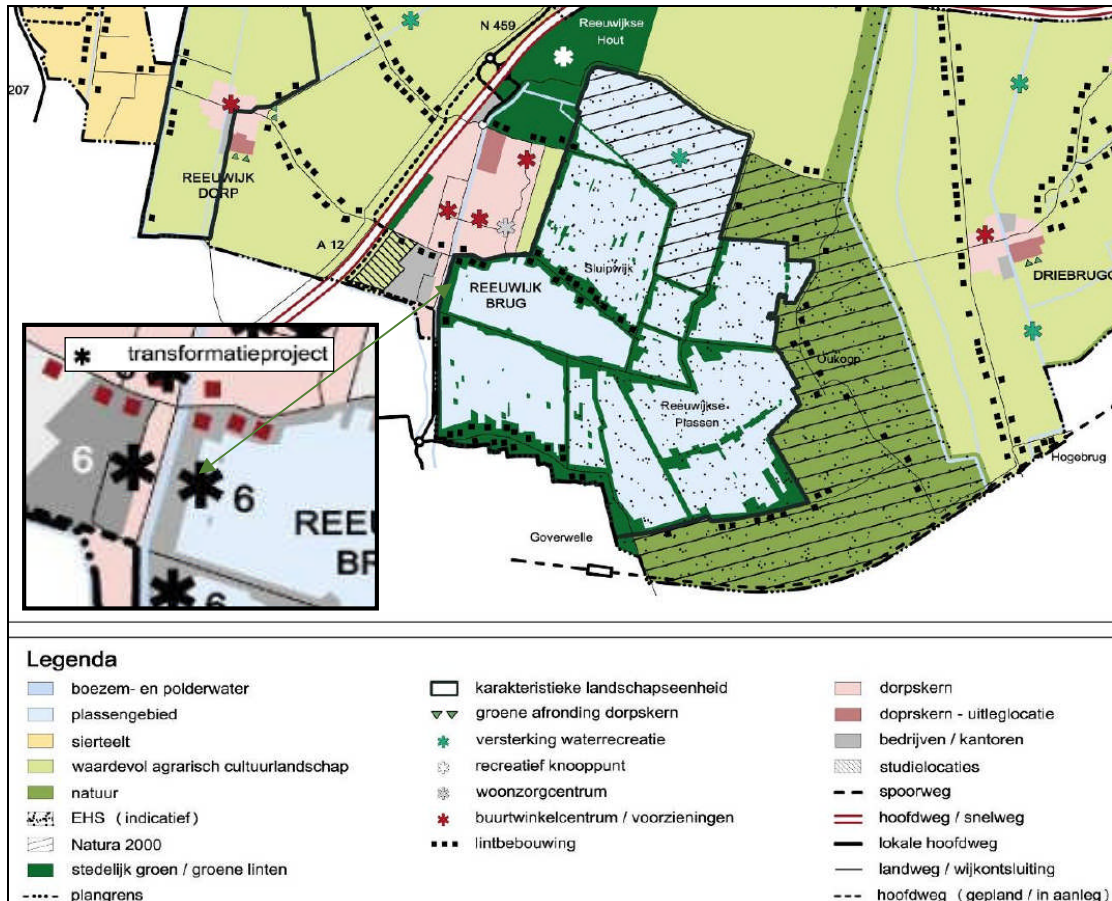 N 459
Reeuwijkse
Hout
207
REEUWIJK
DORP
A 12
Sluipwijk
REEUWIJK
BRUG
DRIEBRUGG
Oukoop
Reeuwijkse
Plassen
Hogebrug
Goverwelle
transformatieproject
6
6
REEU
BR
6
Legenda
boezem- en polderwater
plassengebied
sierteelt
waardevol agrarisch cultuurlandschap
natuur
EHS ( indicatief )
Natura 2000
stedelijk groen / groene linten
plangrens
karakteristieke landschapseenheid
groene afronding dorpskern
versterking waterrecreatie
recreatief knooppunt
woonzorgcentrum
buurtwinkelcentrum / voorzieningen
lintbebouwing
dorpskern
doprskern - uitleglocatie
bedrijven / kantoren
studielocaties
spoorweg
hoofdweg / snelweg
lokale hoofdweg
landweg / wijkontsluiting
hoofdweg ( gepland / in aanleg )